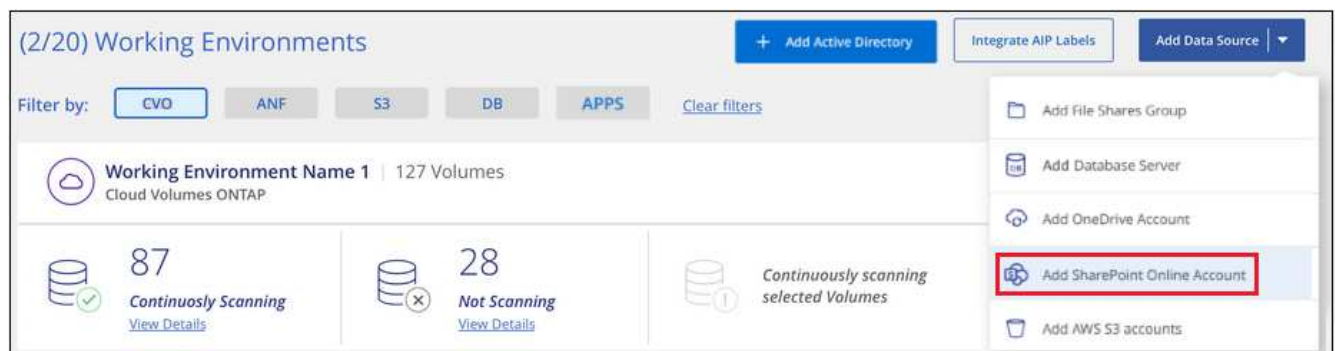 (2/20) Working Environments
+ Add Active Directory
Integrate AIP Labels
Add Data Source
Filter by: CVO ANF S3 DB APPS Clear filters
Working Environment Name 1 | 127 Volumes
Cloud Volumes ONTAP
87
Continuosly Scanning
View Details
28
Not Scanning
View Details
Continuously scanning
selected Volumes
Add File Shares Group
DB Add Database Server
Add OneDrive Account
Add SharePoint Online Account
Add AWS S3 accounts